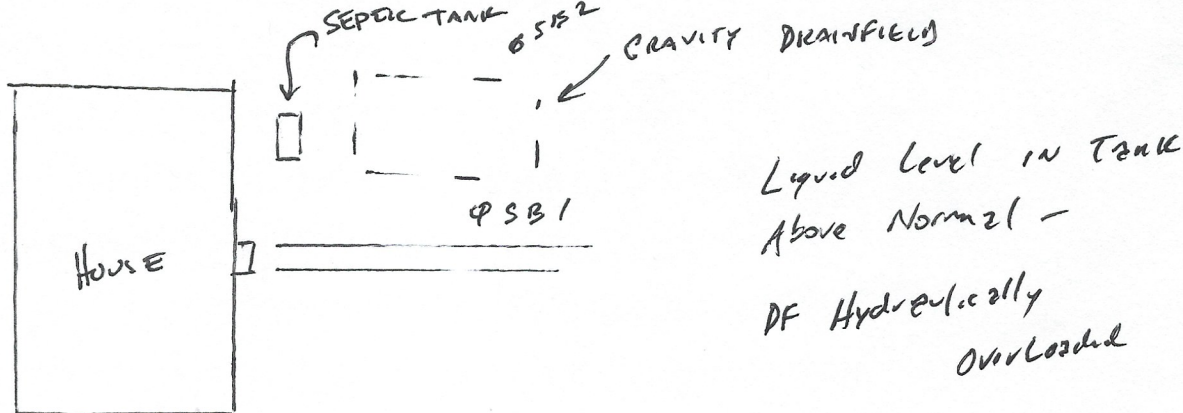 SEPTIC TANK
SB2
GRAVITY DRAINFIELD
Liquid Level in Tank
Above Normal –
SB1
HOUSE
DF Hydraulically
Overloaded